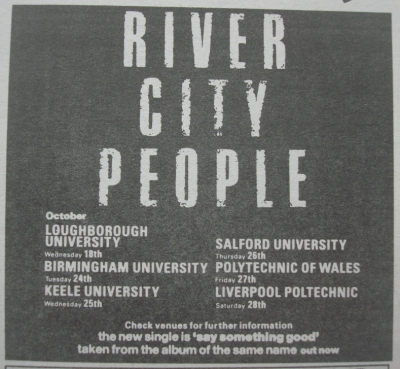 RIVER
CITY
PEOPLE
October
LOUGHBOROUGH
UNIVERSITY
Wednesday 18th
BIRMINGHAM UNIVERSITY
Tuesday 24th
KEELE UNIVERSITY
Wednesday 25th
SALFORD UNIVERSITY
Thursday 26th
POLYTECHNIC OF WALES
Friday 27th
LIVERPOOL POLTECHNIC
Saturday 28th
Check venues for further information
the new single is 'say something good'
taken from the album of the same name out now